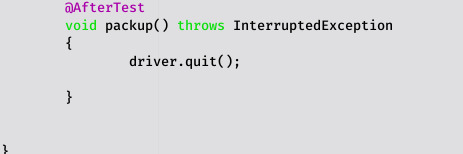 @AfterTest
void packup() throws InterruptedException
{
driver.quit();
}
}